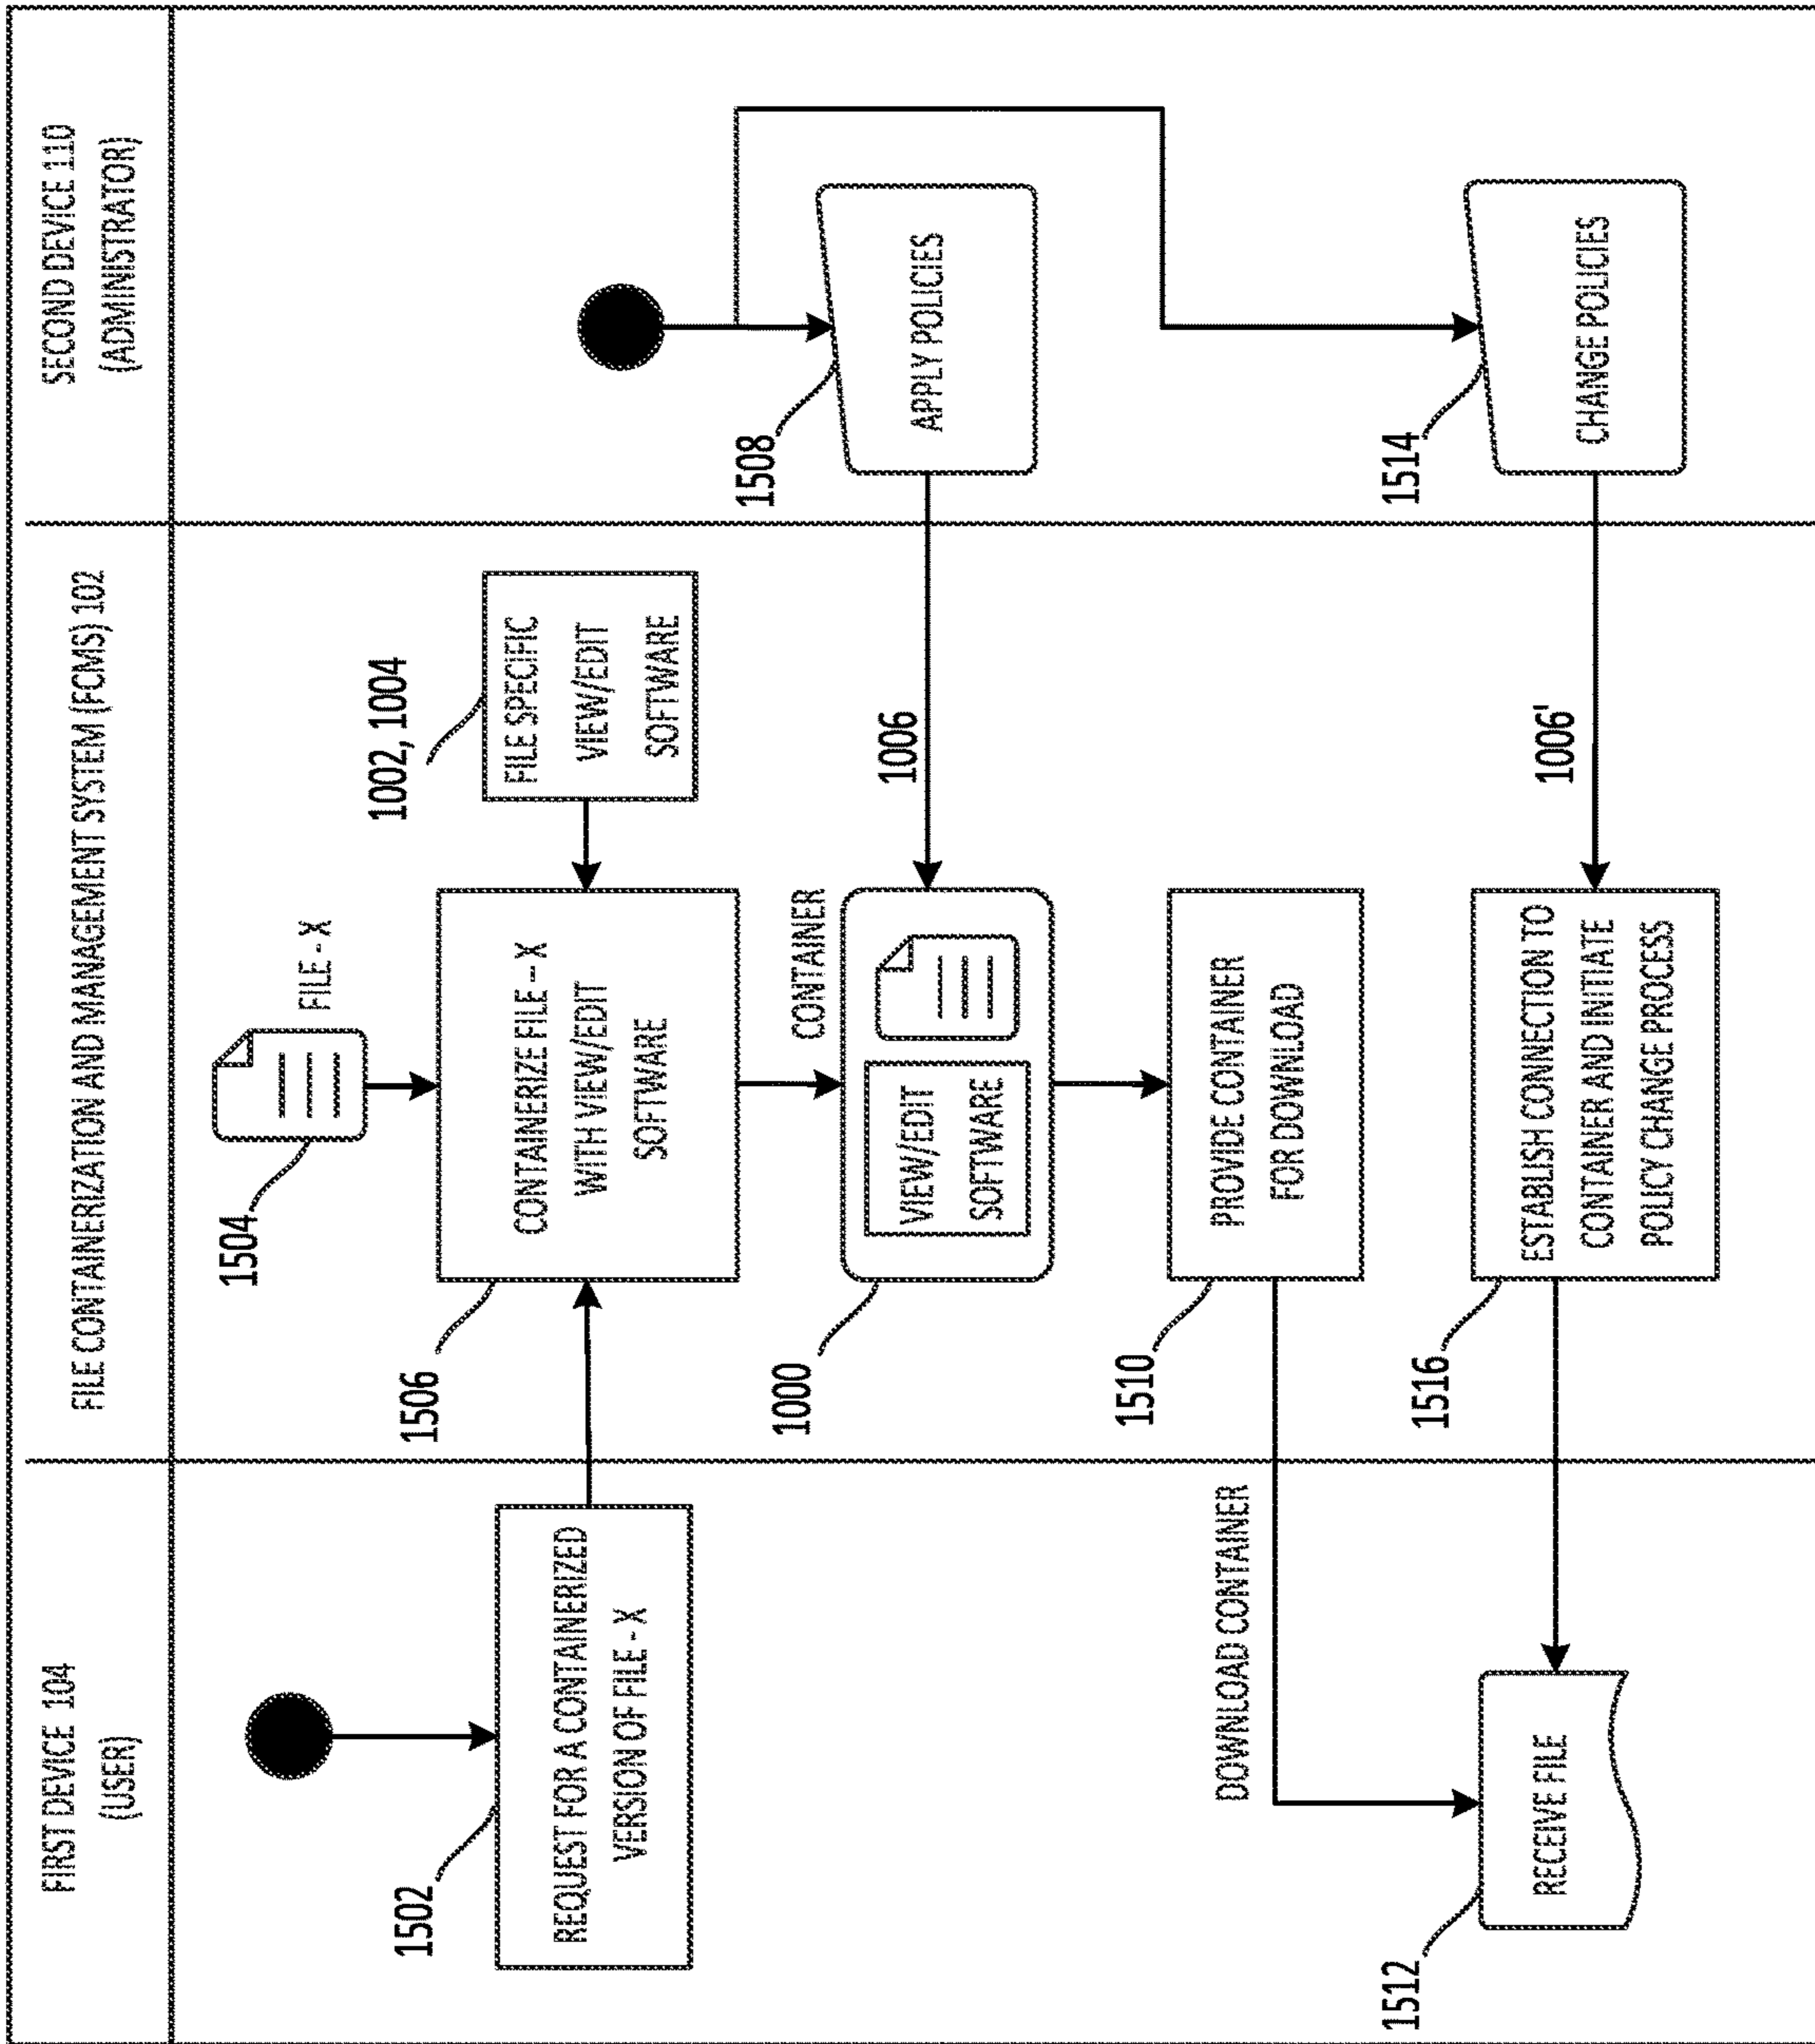 FIRST DEVICE 104
(USER)
FILE CONTAINERIZATION AND MANAGEMENT SYSTEM (FCMS) 102
SECOND DEVICE 110
(ADMINISTRATOR)
1504
FILE - X
1502
REQUEST FOR A CONTAINERIZED
VERSION OF FILE - X
1506
CONTAINERIZE FILE – X
WITH VIEW/EDIT
SOFTWARE
1002, 1004
FILE SPECIFIC
VIEW/EDIT
SOFTWARE
1508
APPLY POLICIES
1000
CONTAINER
VIEW/EDIT
SOFTWARE
1006
1510
PROVIDE CONTAINER
FOR DOWNLOAD
DOWNLOAD CONTAINER
1512
RECEIVE FILE
1516
ESTABLISH CONNECTION TO
CONTAINER AND INITIATE
POLICY CHANGE PROCESS
1006'
1514
CHANGE POLICIES